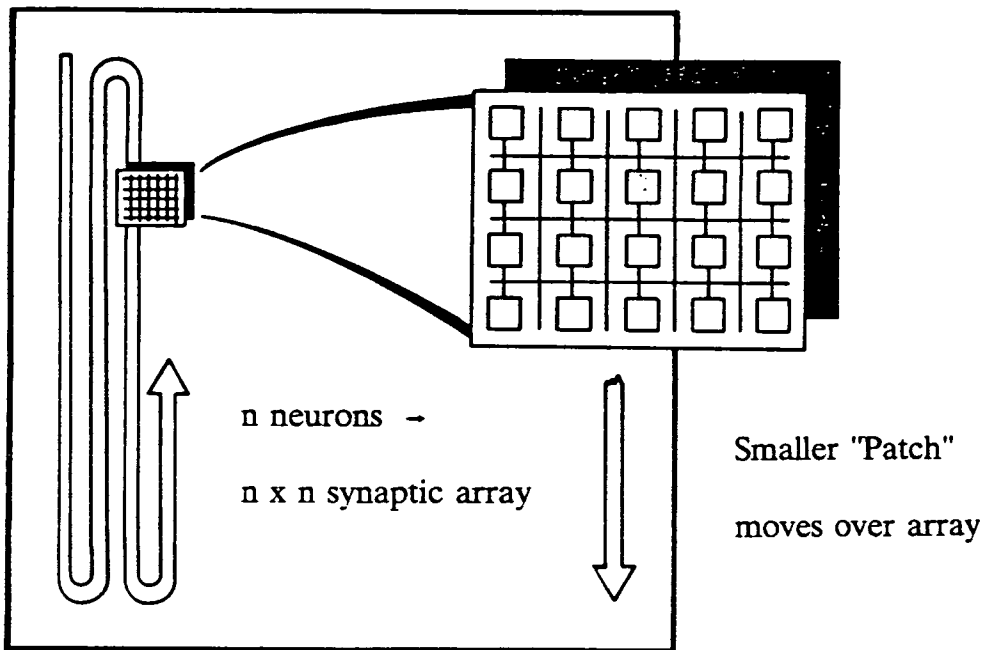 n neurons →
n x n synaptic array
Smaller "Patch"
moves over array